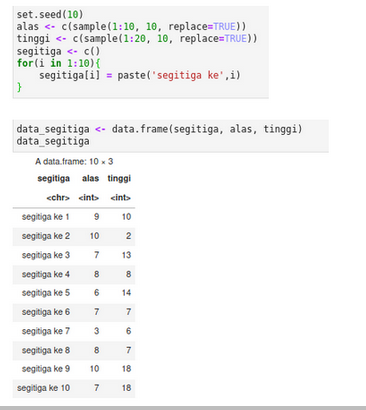 set.seed(10)
alas <- c(sample(1:10, 10, replace=TRUE))
tinggi <- c(sample(1:20, 10, replace=TRUE))
segitiga <- c()
for(i in 1:10){
    segitiga[i] = paste('segitiga ke',i)
}
data_segitiga <- data.frame(segitiga, alas, tinggi)
data_segitiga
A data.frame: 10 × 3
segitiga alas tinggi
<chr> <int> <int>
segitiga ke 1 9 10
segitiga ke 2 10 2
segitiga ke 3 7 13
segitiga ke 4 8 8
segitiga ke 5 6 14
segitiga ke 6 7 7
segitiga ke 7 3 6
segitiga ke 8 8 7
segitiga ke 9 10 18
segitiga ke 10 7 18